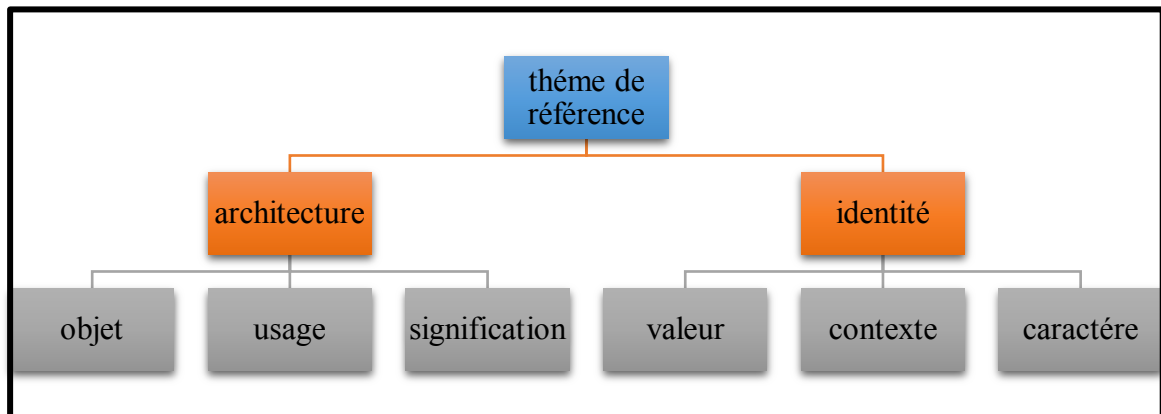 théme de
référence
architecture
identité
objet
usage
signification
valeur
contexte
caractére